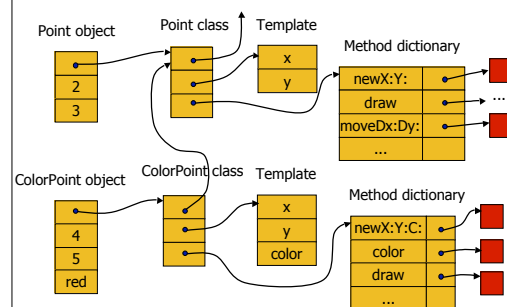 Point object
Point class
Template
Method dictionary
2
3
x
y
newX:Y:
draw
moveDx:Dy:
...
...
ColorPoint object
ColorPoint class
Template
Method dictionary
4
5
red
x
y
color
newX:Y:C:
color
draw
...